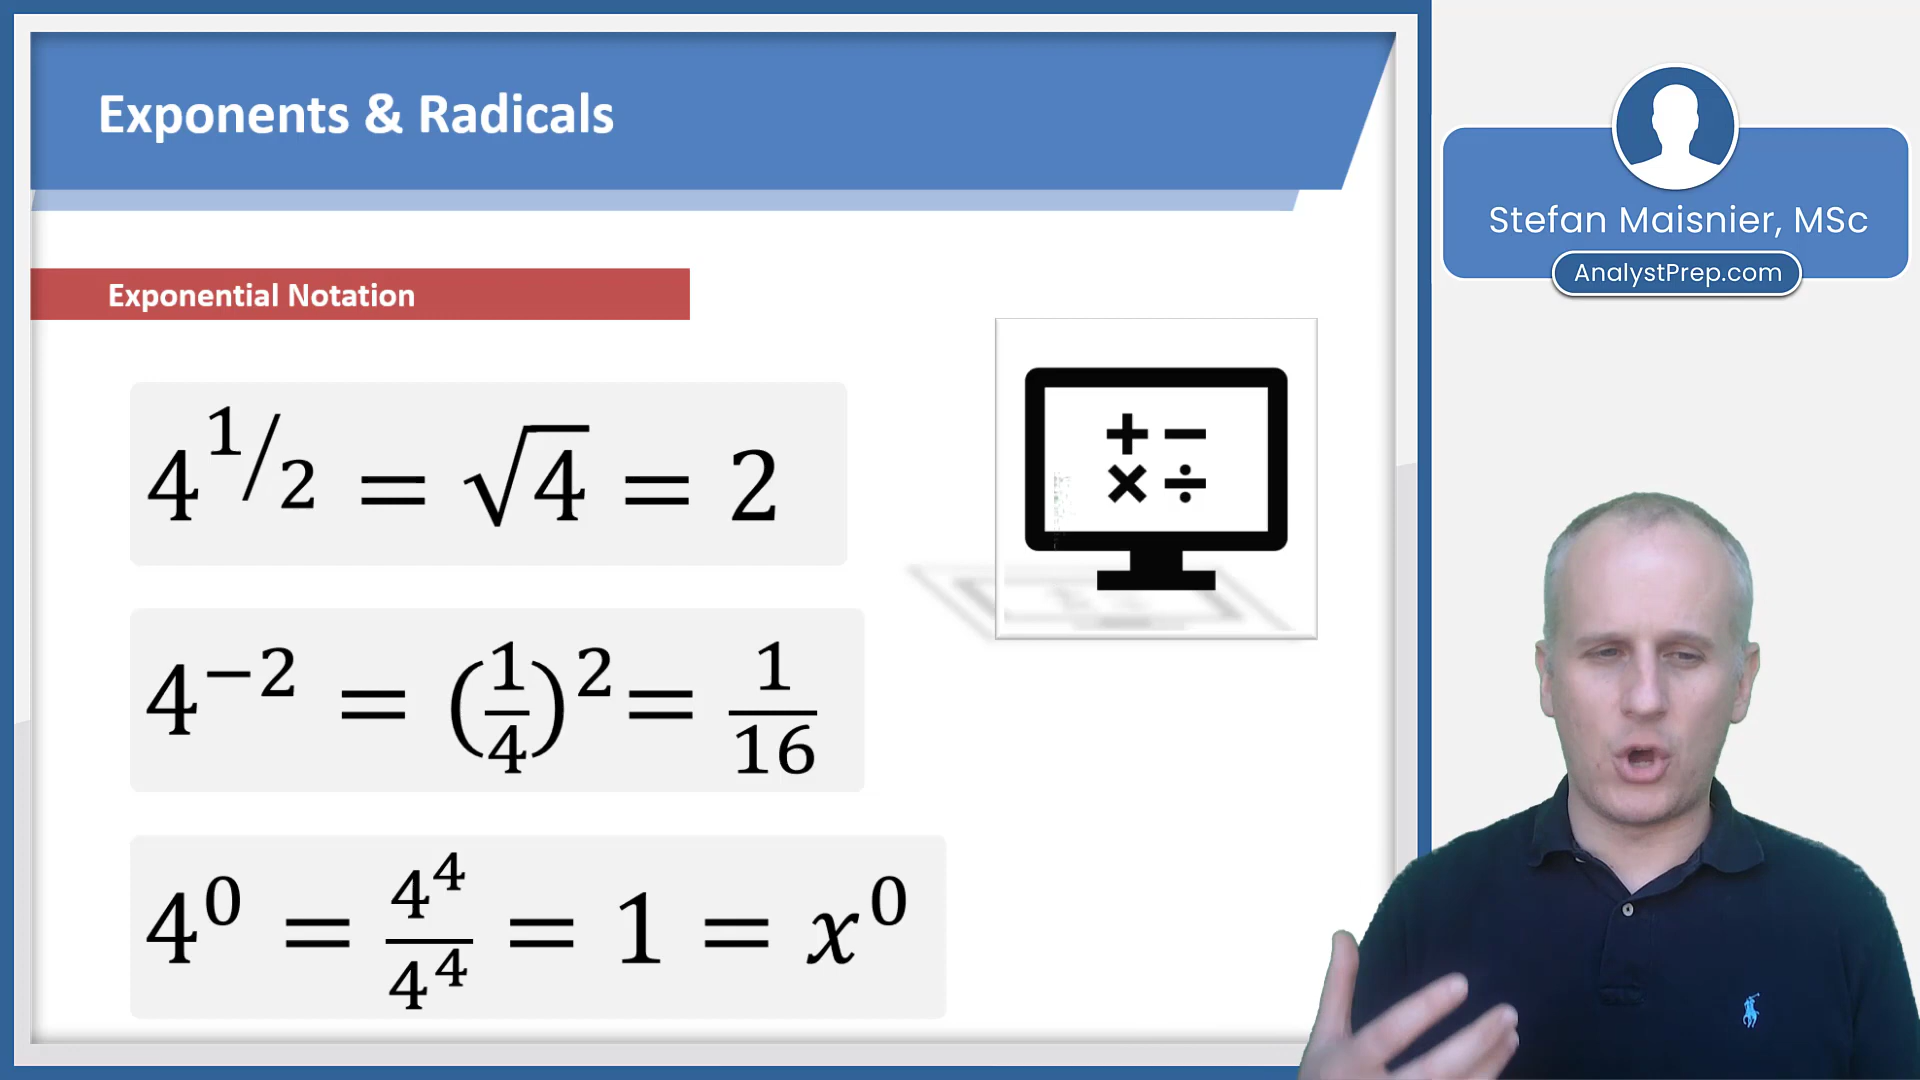 Exponents & Radicals
Exponential Notation
4^{1/2} = √4 = 2
4^{−2} = (1/4)^2 = 1/16
4^0 = 4^4/4^4 = 1 = x^0
+ −
× ÷
Stefan Maisnier, MSc
AnalystPrep.com